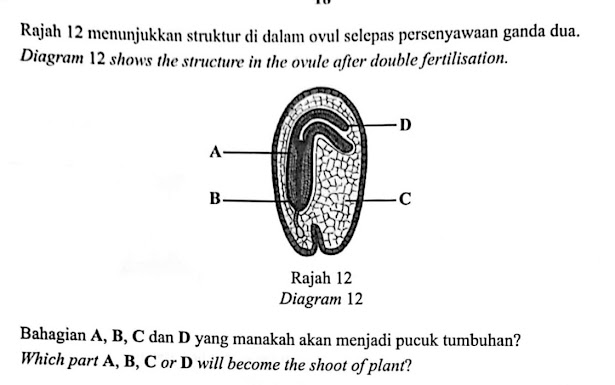 Rajah 12 menunjukkan struktur di dalam ovul selepas persenyawaan ganda dua.
Diagram 12 shows the structure in the ovule after double fertilisation.
D
A
B
C
Rajah 12
Diagram 12
Bahagian A, B, C dan D yang manakah akan menjadi pucuk tumbuhan?
Which part A, B, C or D will become the shoot of plant?